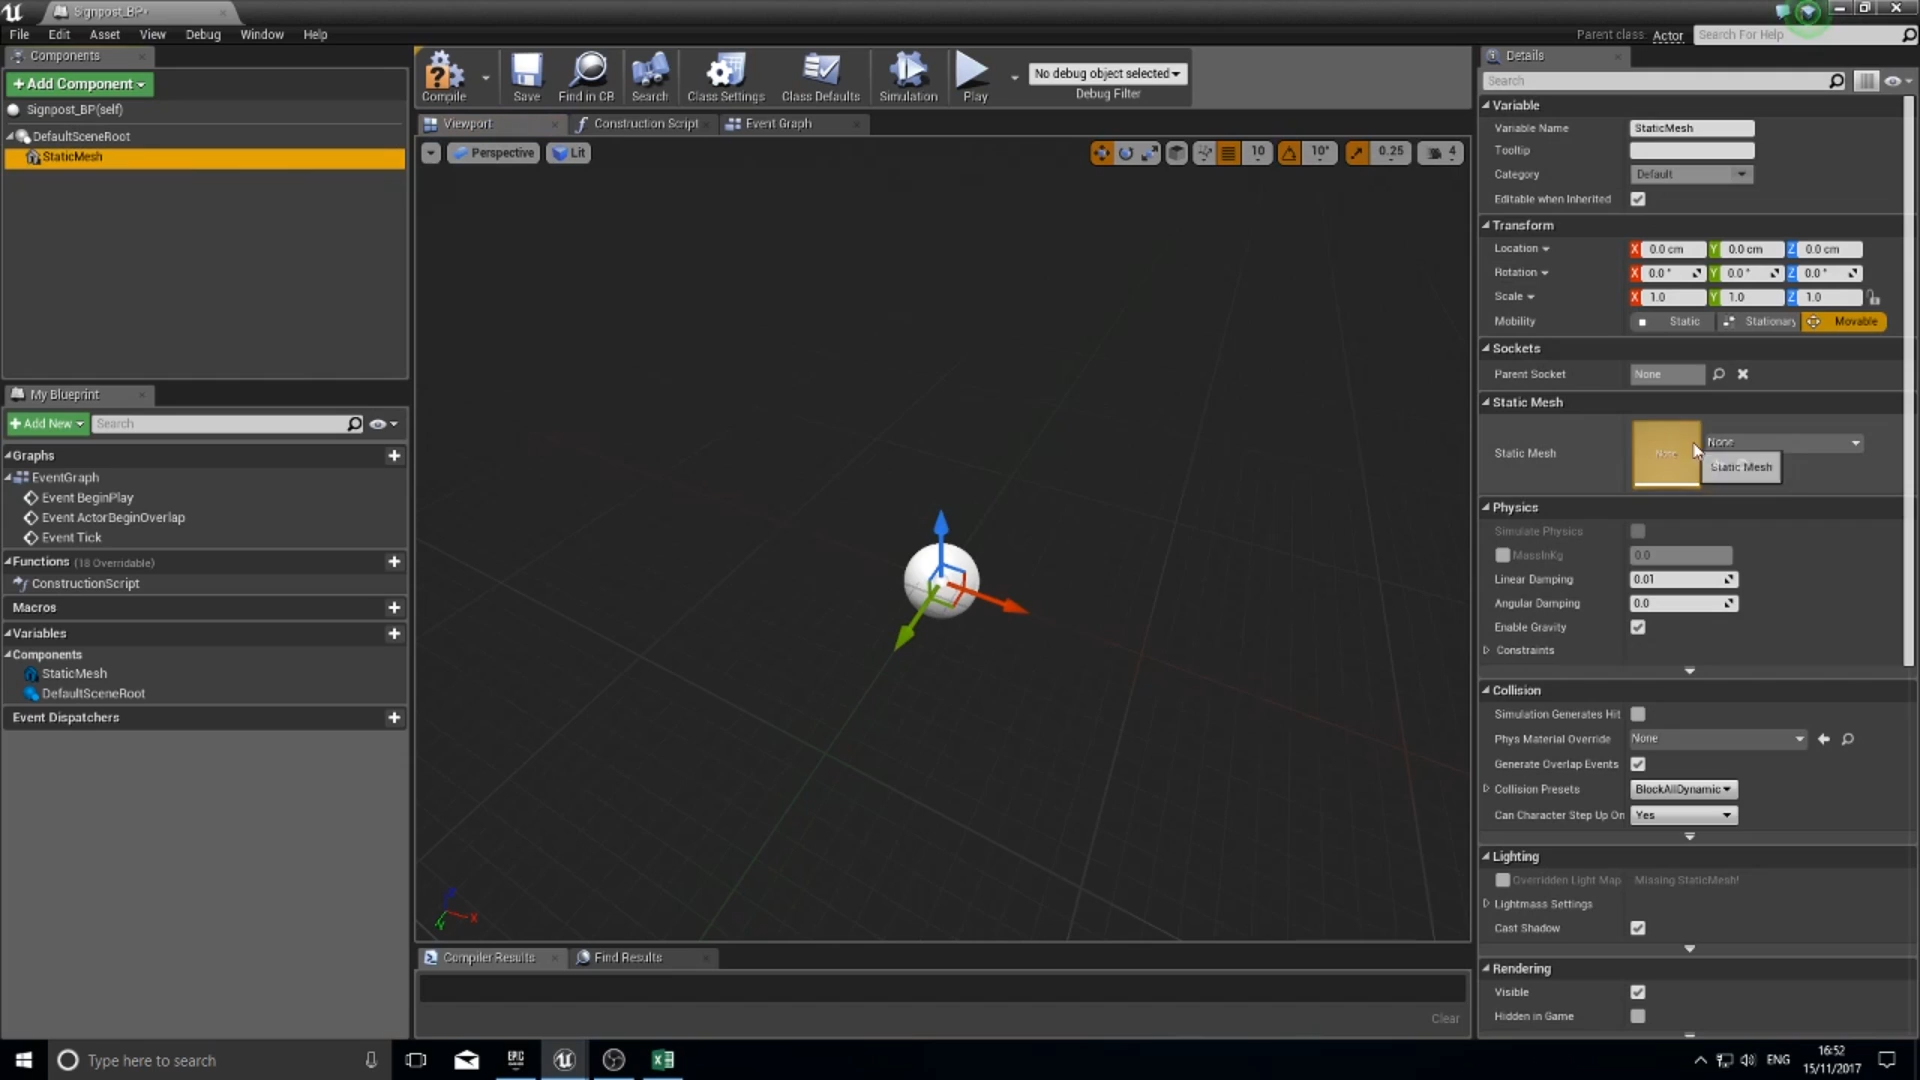 Signpost_BP*
File Edit Asset View Debug Window Help
Parent class: Actor
Search For Help
Components
+Add Component
Signpost_BP(self)
DefaultSceneRoot
StaticMesh
My Blueprint
+Add New
Search
Graphs
EventGraph
Event BeginPlay
Event ActorBeginOverlap
Event Tick
Functions (18 Overridable)
ConstructionScript
Macros
Variables
Components
StaticMesh
DefaultSceneRoot
Event Dispatchers
Compile Save Find in CB Search Class Settings Class Defaults Simulation Play
No debug object selected
Debug Filter
Viewport Construction Script Event Graph
Perspective Lit
10 10° 0.25 4
X
Y
Compiler Results Find Results
Clear
Details
Search
Variable
Variable Name StaticMesh
Tooltip
Category Default
Editable when Inherited
Transform
Location X 0.0 cm Y 0.0 cm Z 0.0 cm
Rotation X 0.0 ° Y 0.0 ° Z 0.0 °
Scale X 1.0 Y 1.0 Z 1.0
Mobility Static Stationary Movable
Sockets
Parent Socket None
Static Mesh
Static Mesh None None
Static Mesh
Physics
Simulate Physics
MassInKg 0.0
Linear Damping 0.01
Angular Damping 0.0
Enable Gravity
Constraints
Collision
Simulation Generates Hit
Phys Material Override None
Generate Overlap Events
Collision Presets BlockAllDynamic
Can Character Step Up On Yes
Lighting
Overridden Light Map Missing StaticMesh!
Lightmass Settings
Cast Shadow
Rendering
Visible
Hidden in Game
Type here to search
EPIC
ENG
16:52
15/11/2017